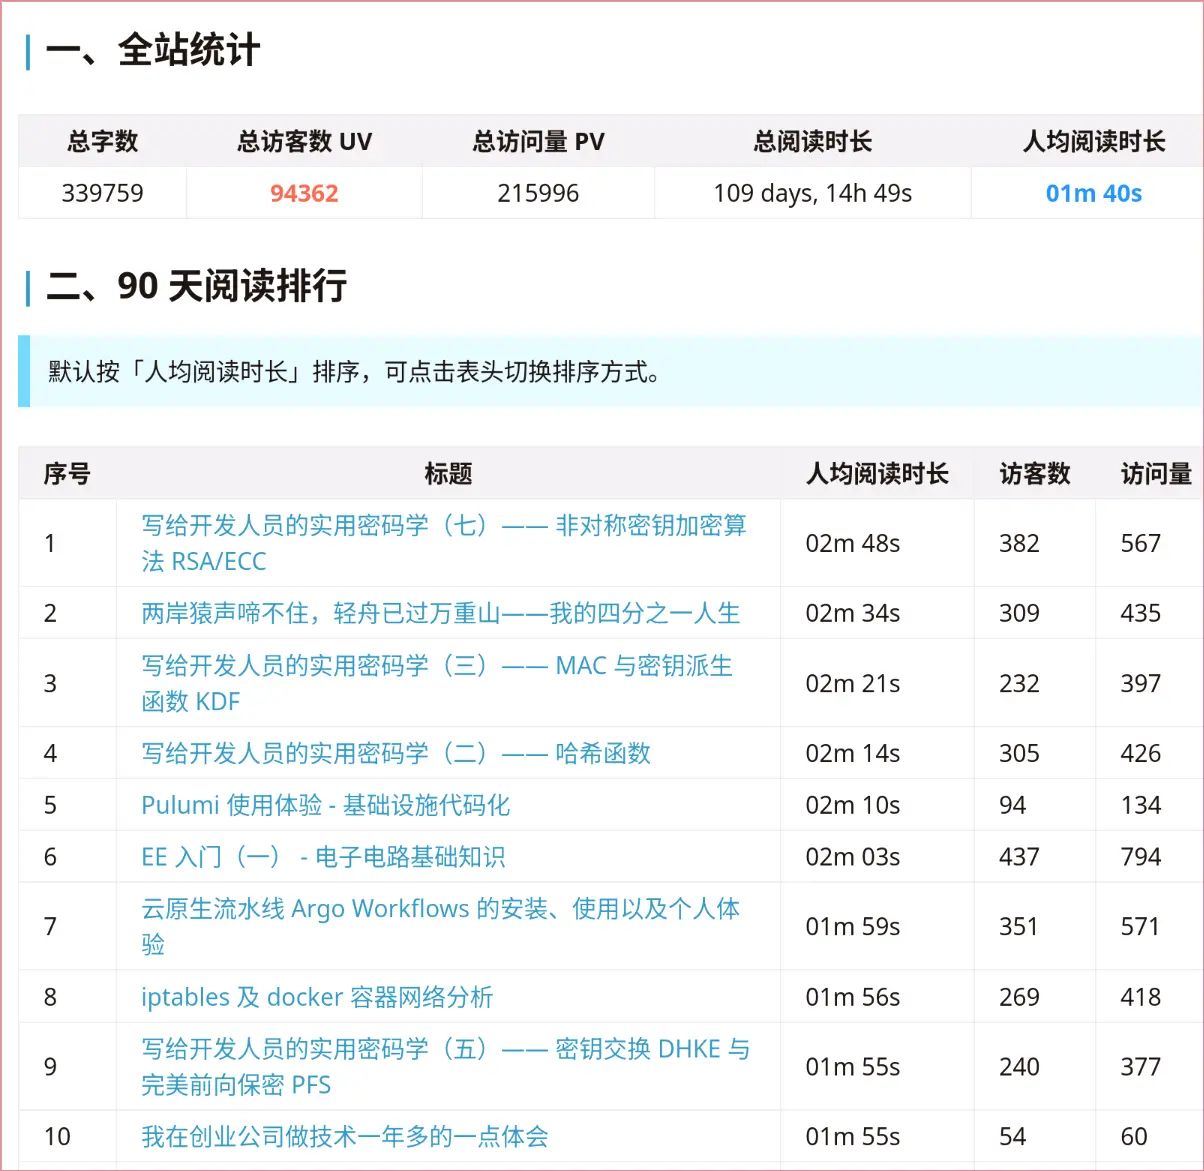 一、全站统计
总字数 总访客数 UV 总访问量 PV 总阅读时长 人均阅读时长
339759 94362 215996 109 days, 14h 49s 01m 40s
二、90 天阅读排行
默认按「人均阅读时长」排序，可点击表头切换排序方式。
序号 标题 人均阅读时长 访客数 访问量
1 写给开发人员的实用密码学（七）—— 非对称密钥加密算 02m 48s 382 567
法 RSA/ECC
2 两岸猿声啼不住，轻舟已过万重山——我的四分之一人生 02m 34s 309 435
3 写给开发人员的实用密码学（三）—— MAC 与密钥派生 02m 21s 232 397
函数 KDF
4 写给开发人员的实用密码学（二）—— 哈希函数 02m 14s 305 426
5 Pulumi 使用体验 - 基础设施代码化 02m 10s 94 134
6 EE 入门（一） - 电子电路基础知识 02m 03s 437 794
7 云原生流水线 Argo Workflows 的安装、使用以及个人体 01m 59s 351 571
验
8 iptables 及 docker 容器网络分析 01m 56s 269 418
9 写给开发人员的实用密码学（五）—— 密钥交换 DHKE 与 01m 55s 240 377
完美前向保密 PFS
10 我在创业公司做技术一年多的一点体会 01m 55s 54 60